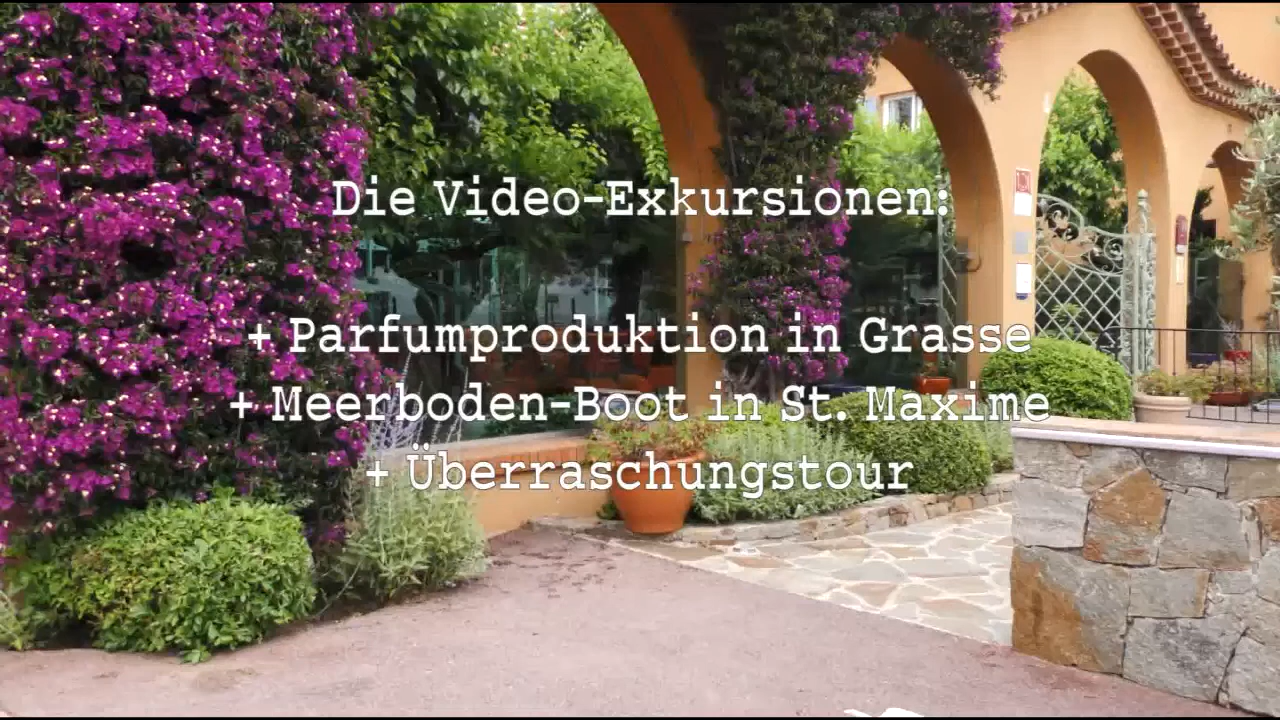 Die Video-Exkursionen:
+ Parfumproduktion in Grasse
+ Meerboden-Boot in St. Maxime
+ Überraschungstour